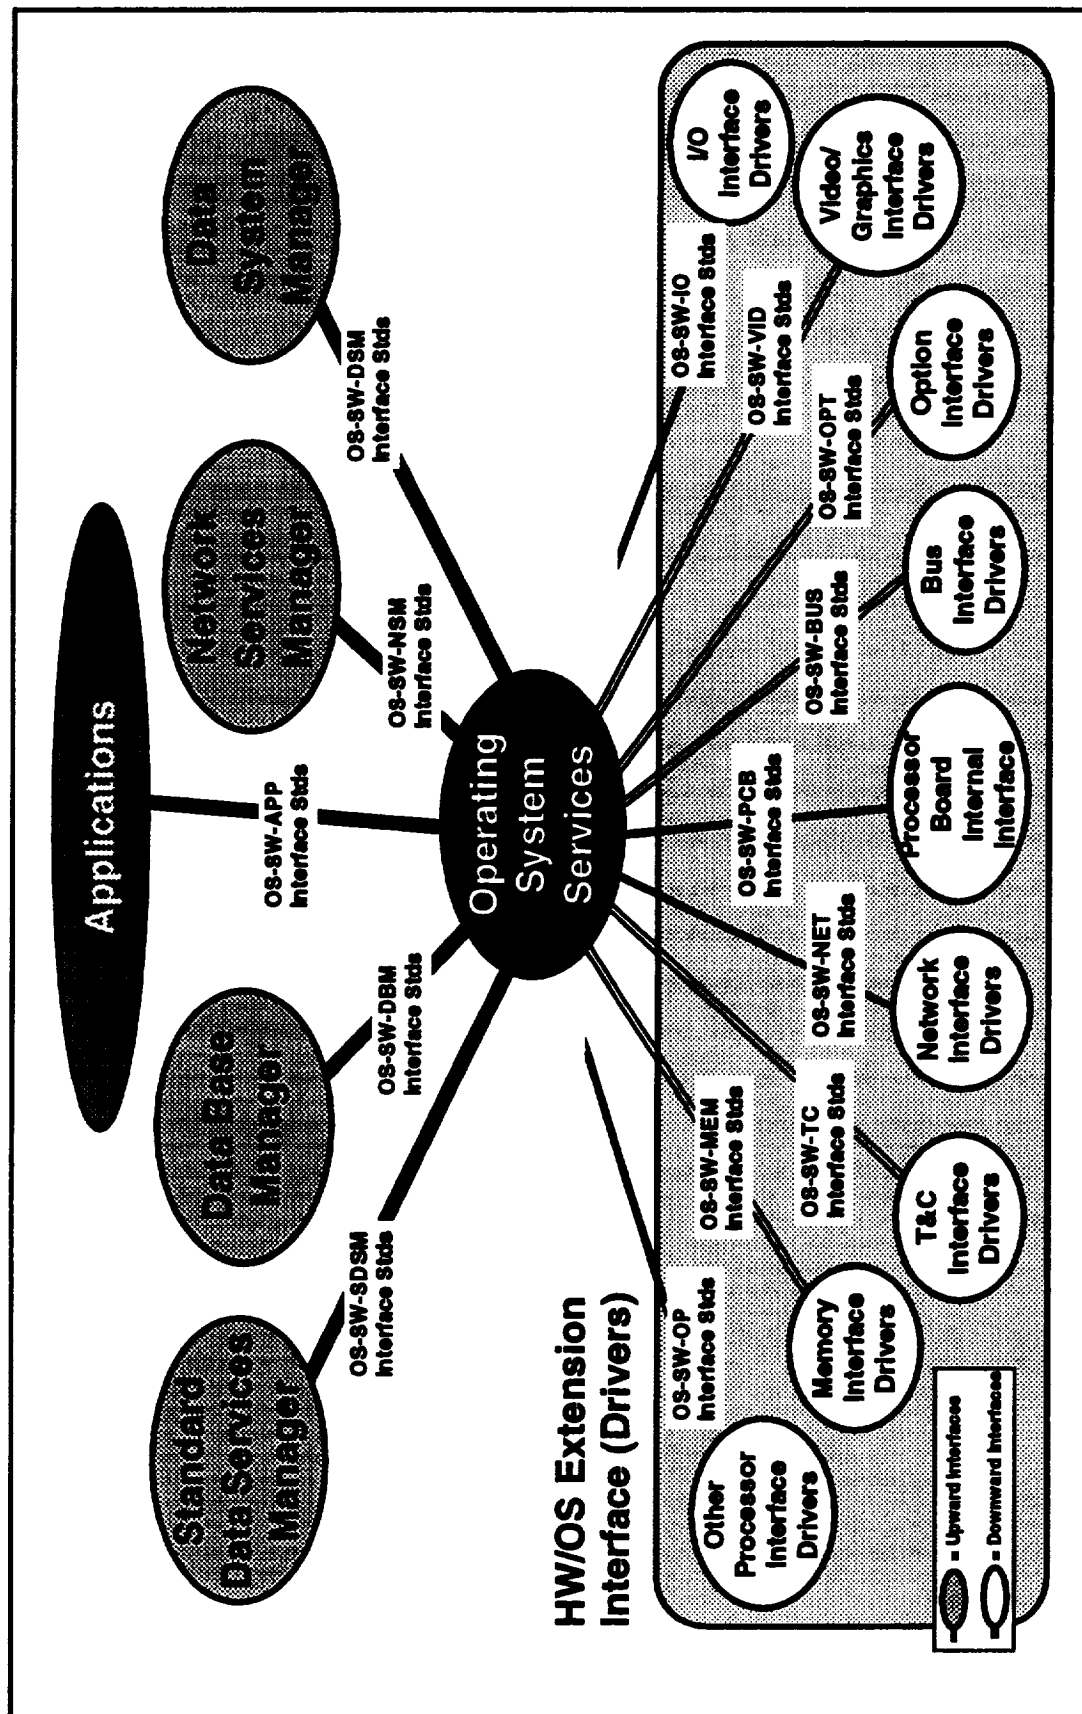 Applications
Standard
Data Services
Manager
Data Base
Manager
Network
Services
Manager
Data
System
Manager
OS-SW-SDSM
Interface Stds
OS-SW-DBM
Interface Stds
OS-SW-APP
Interface Stds
OS-SW-NSM
Interface Stds
OS-SW-DSM
Interface Stds
Operating
System
Services
HW/OS Extension
Interface (Drivers)
OS-SW-OP
Interface Stds
OS-SW-MEM
Interface Stds
OS-SW-TC
Interface Stds
OS-SW-NET
Interface Stds
OS-SW-PCB
Interface Stds
OS-SW-BUS
Interface Stds
OS-SW-OPT
Interface Stds
OS-SW-VID
Interface Stds
OS-SW-IO
Interface Stds
Other
Processor
Interface
Drivers
Memory
Interface
Drivers
T&C
Interface
Drivers
Network
Interface
Drivers
Processor
Board
Internal
Interface
Bus
Interface
Drivers
Option
Interface
Drivers
Video/
Graphics
Interface
Drivers
I/O
Interface
Drivers
= Upward Interfaces
= Downward Interfaces